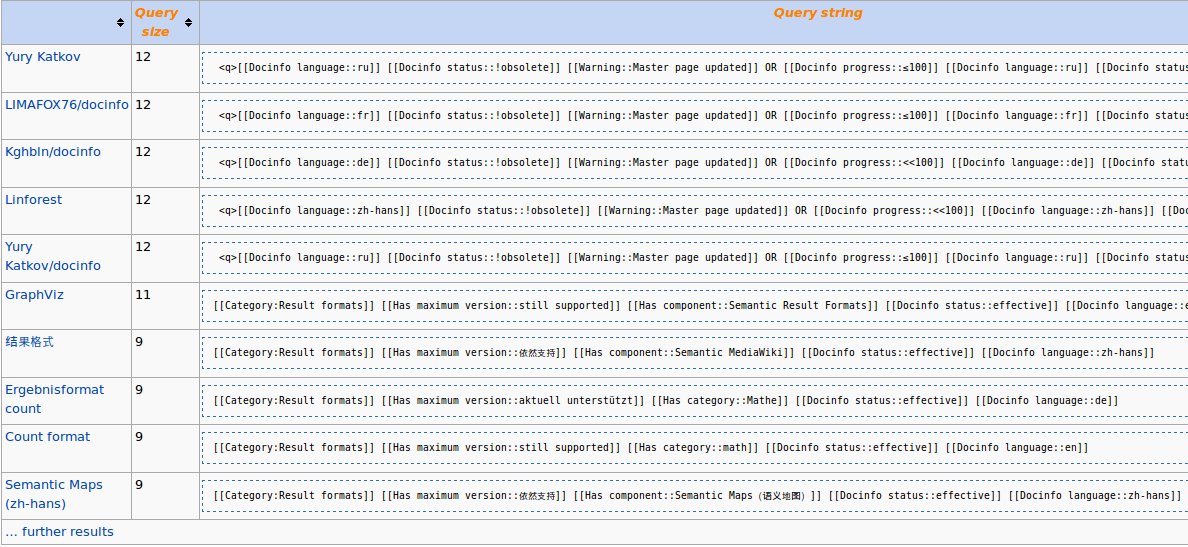 Query size Query string
Yury Katkov 12 <q>[[Docinfo language::ru]] [[Docinfo status::!obsolete]] [[Warning::Master page updated]] OR [[Docinfo progress::≤100]] [[Docinfo language::ru]] [[Docinfo status
LIMAFOX76/docinfo 12 <q>[[Docinfo language::fr]] [[Docinfo status::!obsolete]] [[Warning::Master page updated]] OR [[Docinfo progress::≤100]] [[Docinfo language::fr]] [[Docinfo status
Kghbln/docinfo 12 <q>[[Docinfo language::de]] [[Docinfo status::!obsolete]] [[Warning::Master page updated]] OR [[Docinfo progress::<<100]] [[Docinfo language::de]] [[Docinfo statu
Linforest 12 <q>[[Docinfo language::zh-hans]] [[Docinfo status::!obsolete]] [[Warning::Master page updated]] OR [[Docinfo progress::<<100]] [[Docinfo language::zh-hans]] [[Doc
Yury Katkov/docinfo 12 <q>[[Docinfo language::ru]] [[Docinfo status::!obsolete]] [[Warning::Master page updated]] OR [[Docinfo progress::≤100]] [[Docinfo language::ru]] [[Docinfo status
GraphViz 11 [[Category:Result formats]] [[Has maximum version::still supported]] [[Has component::Semantic Result Formats]] [[Docinfo status::effective]] [[Docinfo language::e
结果格式 9 [[Category:Result formats]] [[Has maximum version::依然支持]] [[Has component::Semantic MediaWiki]] [[Docinfo status::effective]] [[Docinfo language::zh-hans]]
Ergebnisformat count 9 [[Category:Result formats]] [[Has maximum version::aktuell unterstützt]] [[Has category::Mathe]] [[Docinfo status::effective]] [[Docinfo language::de]]
Count format 9 [[Category:Result formats]] [[Has maximum version::still supported]] [[Has category::math]] [[Docinfo status::effective]] [[Docinfo language::en]]
Semantic Maps (zh-hans) 9 [[Category:Result formats]] [[Has maximum version::依然支持]] [[Has component::Semantic Maps（语义地图）]] [[Docinfo status::effective]] [[Docinfo language::zh-hans]]
... further results